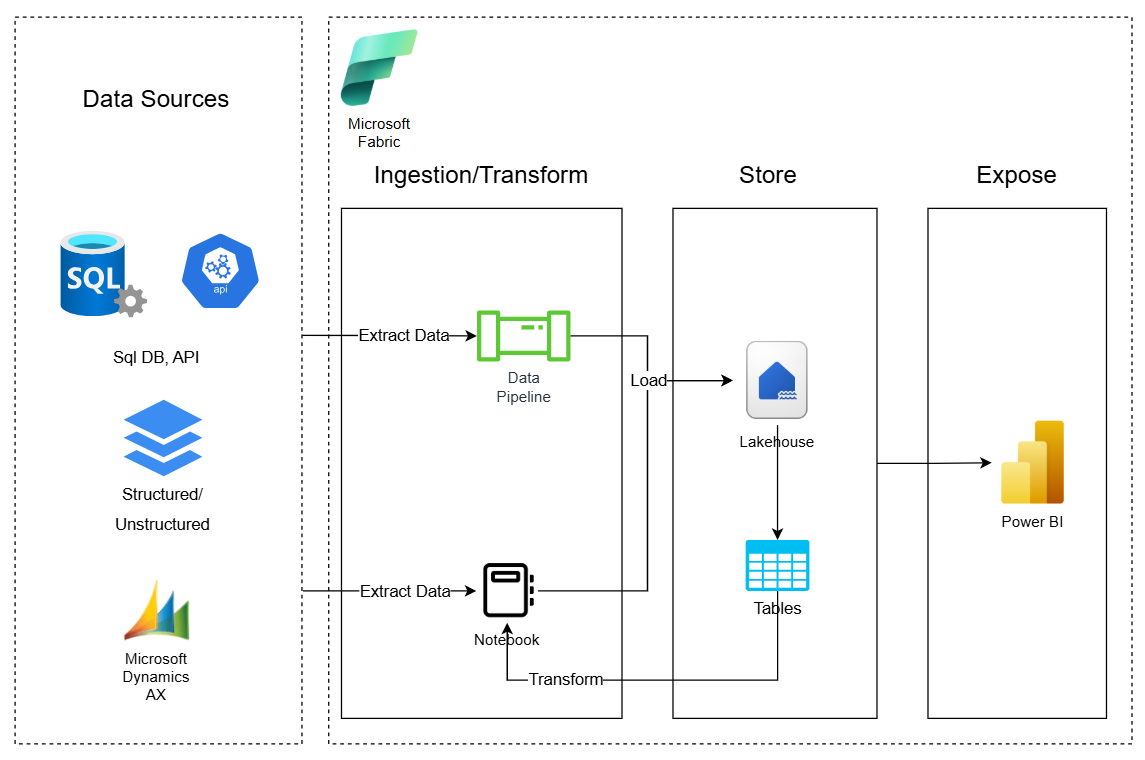 Data Sources
SQL
api
Sql DB, API
Structured/
Unstructured
Microsoft
Dynamics
AX
Microsoft
Fabric
Ingestion/Transform
Store
Expose
Extract Data
Data
Pipeline
Load
Lakehouse
Power BI
Extract Data
Notebook
Tables
Transform